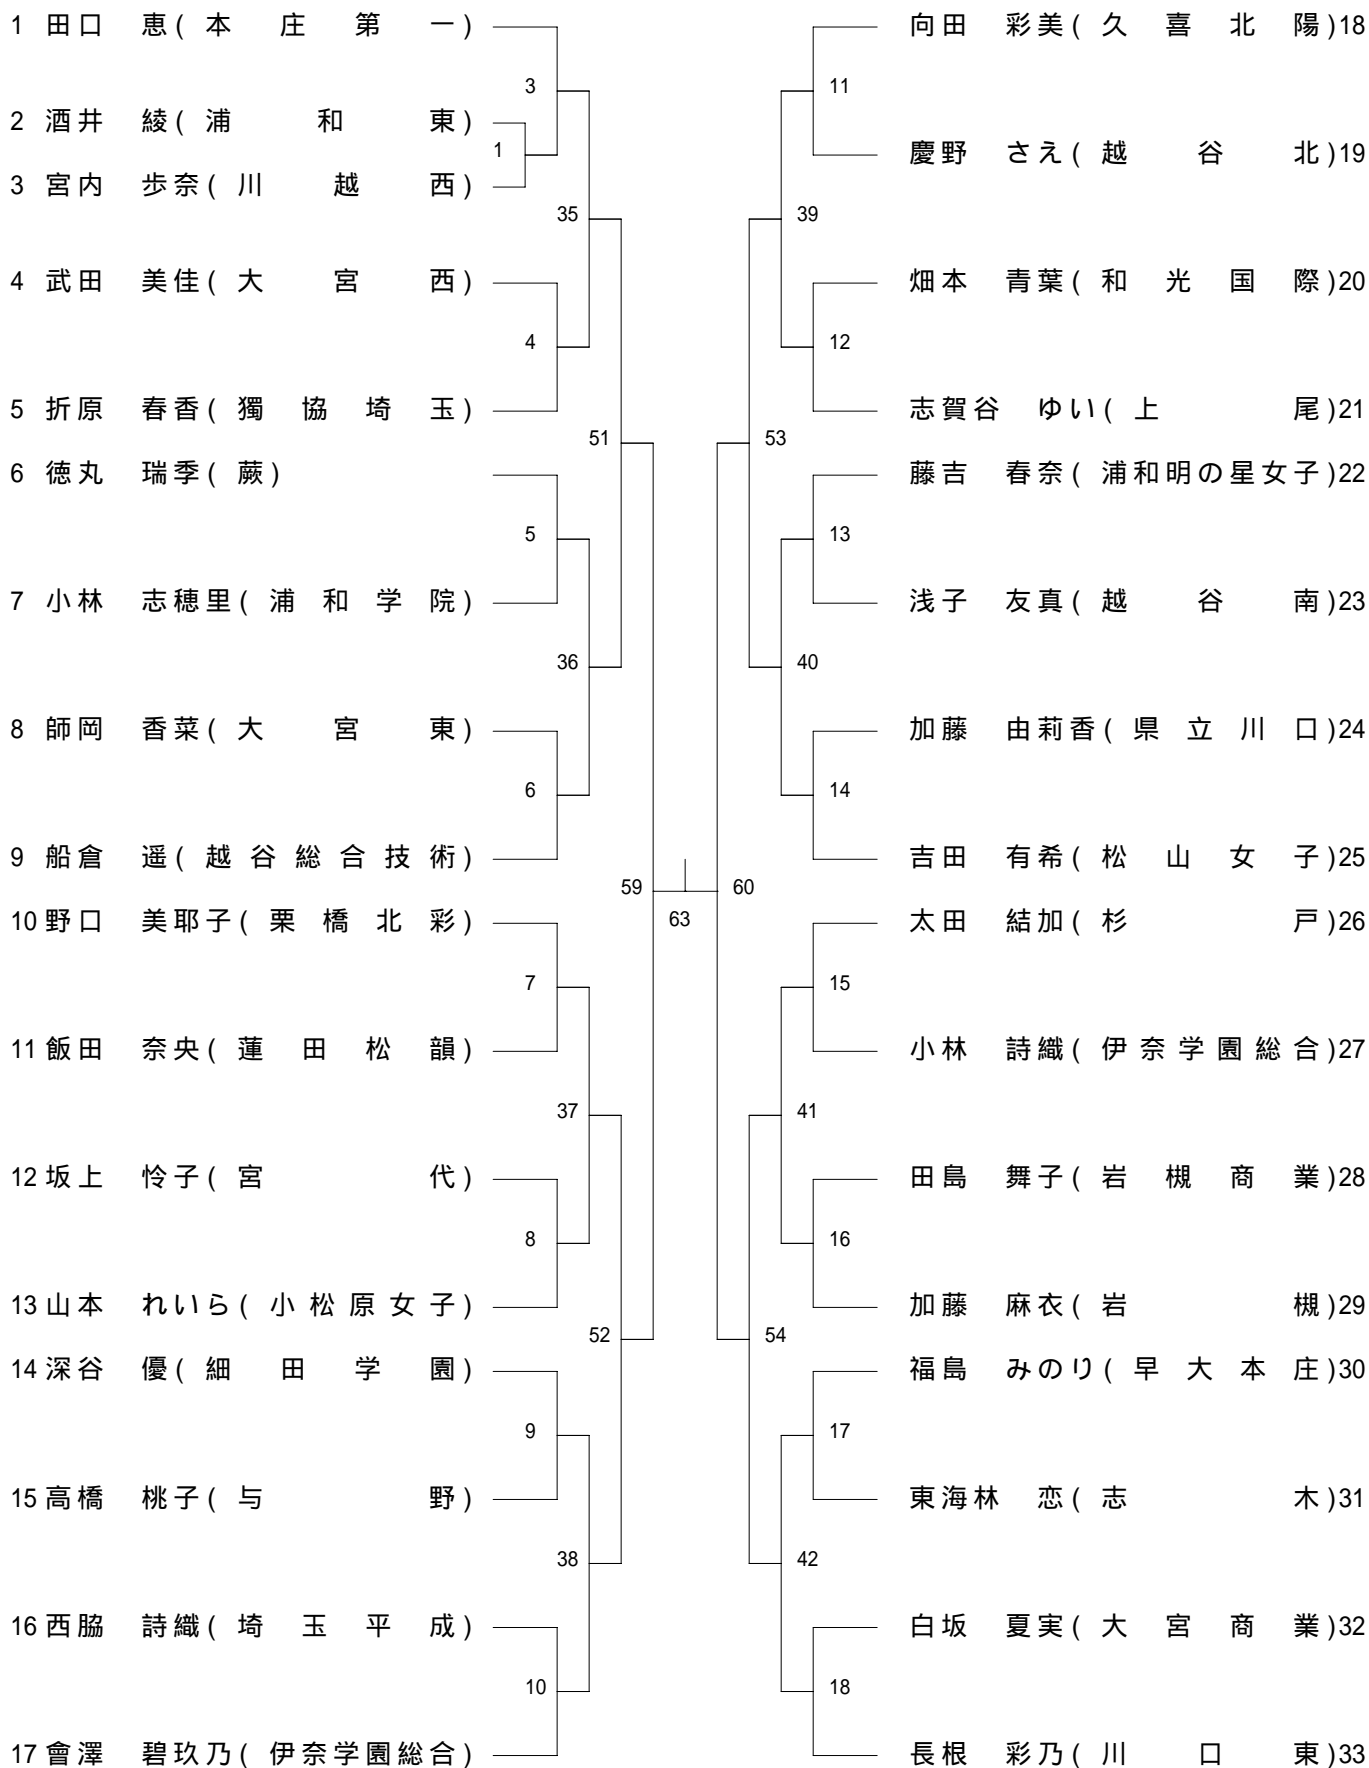 1 田口 恵(本庄第一)
3
2 酒井 綾(浦和東)
1
3 宮内 歩奈(川越西)
35
4 武田 美佳(大宮西)
4
5 折原 春香(獨協埼玉)
51
6 徳丸 瑞季(蕨)
5
7 小林 志穂里(浦和学院)
36
8 師岡 香菜(大宮東)
6
9 船倉 遥(越谷総合技術)
59
10 野口 美耶子(栗橋北彩)
7
11 飯田 奈央(蓮田松韻)
37
12 坂上 怜子(宮代)
8
13 山本 れいら(小松原女子)
52
14 深谷 優(細田学園)
9
15 高橋 桃子(与野)
38
16 西脇 詩織(埼玉平成)
10
17 會澤 碧玖乃(伊奈学園総合)
63
向田 彩美(久喜北陽)18
11
慶野 さえ(越谷北)19
39
畑本 青葉(和光国際)20
12
志賀谷 ゆい(上尾)21
53
藤吉 春奈(浦和明の星女子)22
13
浅子 友真(越谷南)23
40
加藤 由莉香(県立川口)24
14
吉田 有希(松山女子)25
60
太田 結加(杉戸)26
15
小林 詩織(伊奈学園総合)27
41
田島 舞子(岩槻商業)28
16
加藤 麻衣(岩槻)29
54
福島 みのり(早大本庄)30
17
東海林 恋(志木)31
42
白坂 夏実(大宮商業)32
18
長根 彩乃(川口東)33